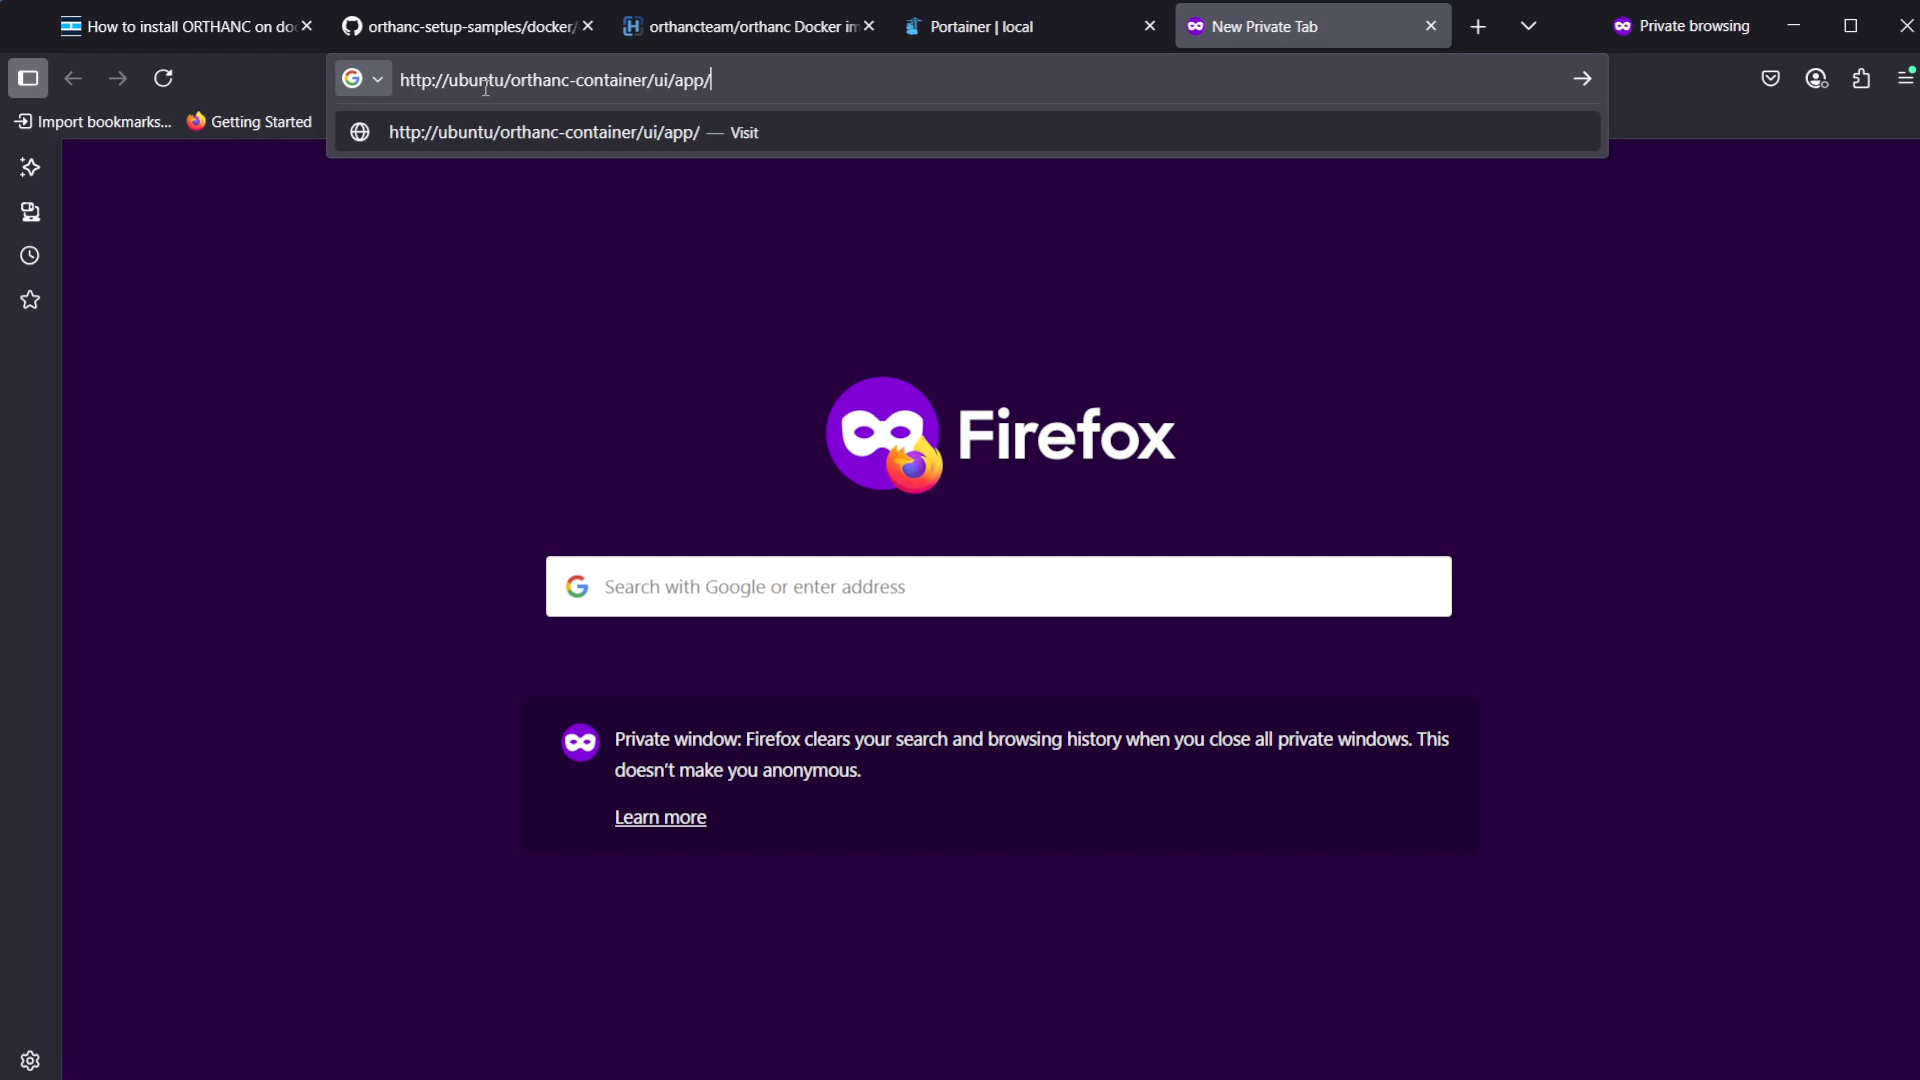 How to install ORTHANC on do
orthanc-setup-samples/docker/
orthancteam/orthanc Docker im
Portainer | local
New Private Tab
Private browsing
http://ubuntu/orthanc-container/ui/app/
Import bookmarks...
Getting Started
http://ubuntu/orthanc-container/ui/app/ — Visit
Firefox
Search with Google or enter address
Private window: Firefox clears your search and browsing history when you close all private windows. This
doesn't make you anonymous.
Learn more